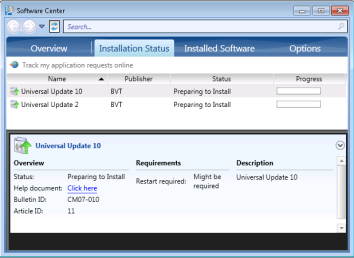 Software Center
Search...
Overview Installation Status Installed Software Options
Track my application requests online
Name Publisher Status Progress
Universal Update 10 BVT Preparing to Install
Universal Update 2 BVT Preparing to Install
Universal Update 10
Overview Requirements Description
Status: Preparing to Install Restart required: Might be required Universal Update 10
Help document: Click here
Bulletin ID: CM07-010
Article ID: 11